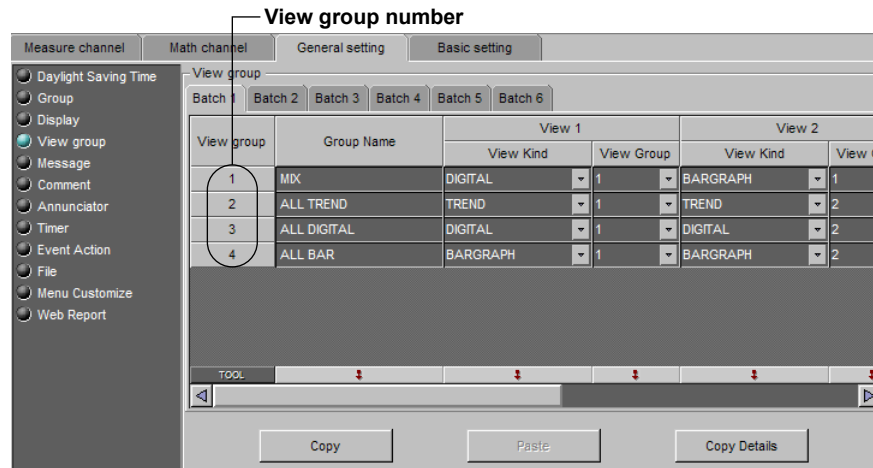 View group number
Measure channel Math channel General setting Basic setting
Daylight Saving Time
Group
Display
View group
Message
Comment
Annunciator
Timer
Event Action
File
Menu Customize
Web Report
View group
Batch 1 Batch 2 Batch 3 Batch 4 Batch 5 Batch 6
View group Group Name View 1 View 2
View Kind View Group View Kind View
1 MIX DIGITAL 1 BARGRAPH 1
2 ALL TREND TREND 1 TREND 2
3 ALL DIGITAL DIGITAL 1 DIGITAL 2
4 ALL BAR BARGRAPH 1 BARGRAPH 2
TOOL
Copy Paste Copy Details